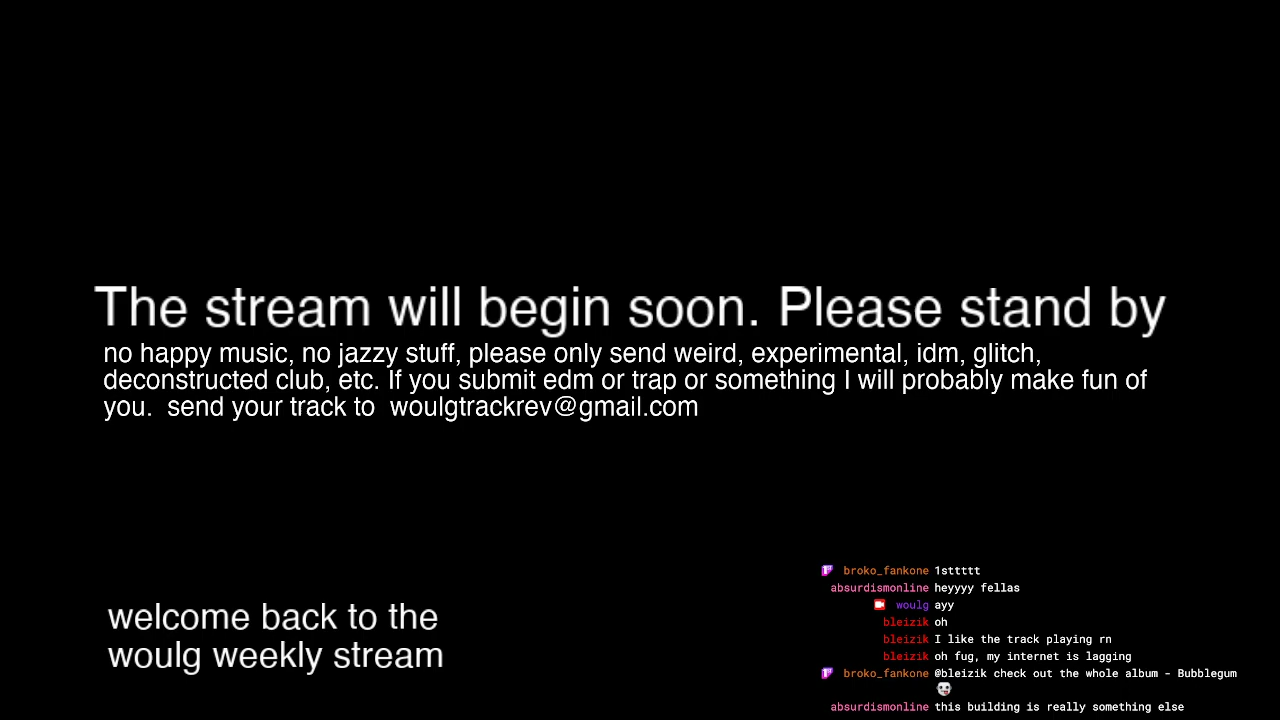 The stream will begin soon. Please stand by
no happy music, no jazzy stuff, please only send weird, experimental, idm, glitch,
deconstructed club, etc. If you submit edm or trap or something I will probably make fun of
you.  send your track to  woulgtrackrev@gmail.com
welcome back to the
woulg weekly stream
broko_fankone 1sttttt
absurdismonline heyyyy fellas
woulg ayy
bleizik oh
bleizik I like the track playing rn
bleizik oh fug, my internet is lagging
broko_fankone @bleizik check out the whole album - Bubblegum
absurdismonline this building is really something else